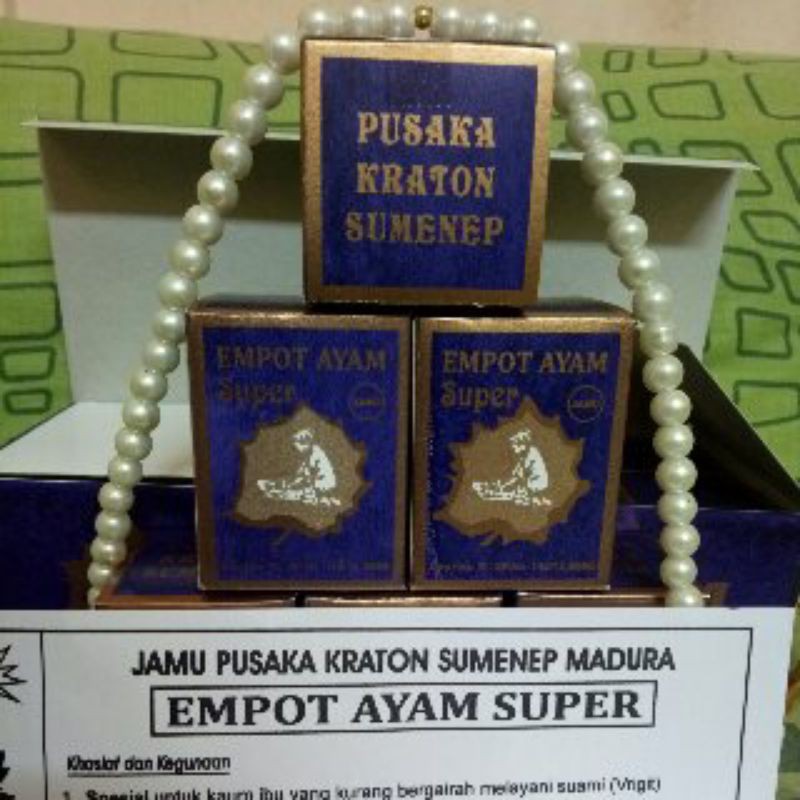 PUSAKA
KRATON
SUMENEP
EMPOT AYAM
Super
EMPOT AYAM
Super
JAMU PUSAKA KRATON SUMENEP MADURA
EMPOT AYAM SUPER
Khasiat dan Kegunaan
1. Spesial untuk kaum ibu yang kurang bergairah melayani suami (Vrigit)